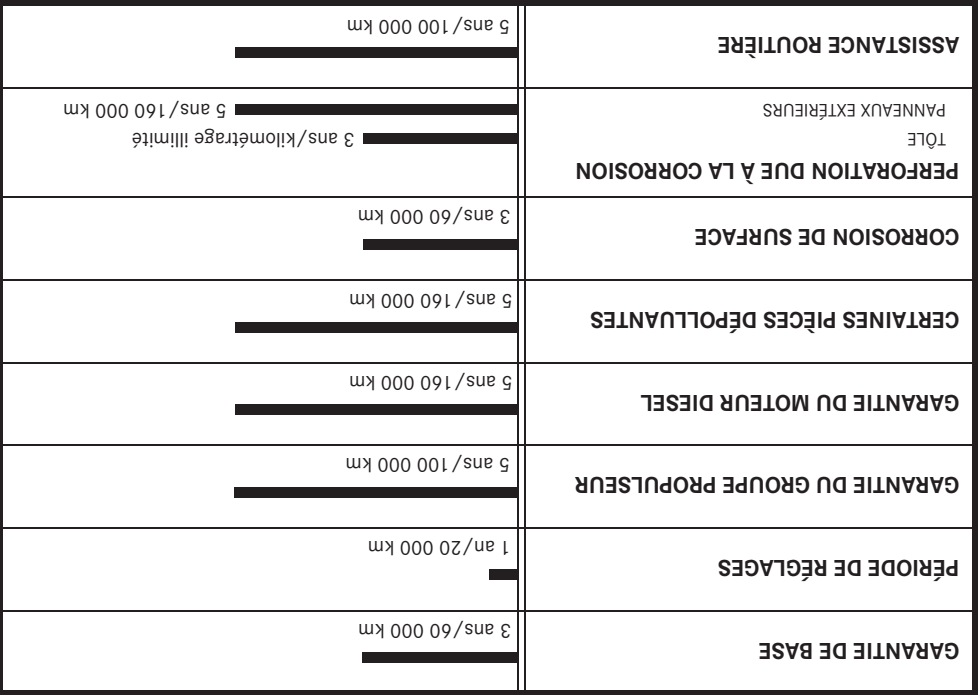 GARANTIE DE BASE
3 ans/60 000 km
PÉRIODE DE RÉGLAGES
1 an/20 000 km
GARANTIE DU GROUPE PROPULSEUR
5 ans/100 000 km
GARANTIE DU MOTEUR DIESEL
5 ans/160 000 km
CERTAINES PIÈCES DÉPOLLUANTES
5 ans/160 000 km
CORROSION DE SURFACE
3 ans/60 000 km
PERFORATION DUE À LA CORROSION
TÔLE
3 ans/kilométrage illimité
PANNEAUX EXTÉRIEURS
5 ans/160 000 km
ASSISTANCE ROUTIÈRE
5 ans/100 000 km